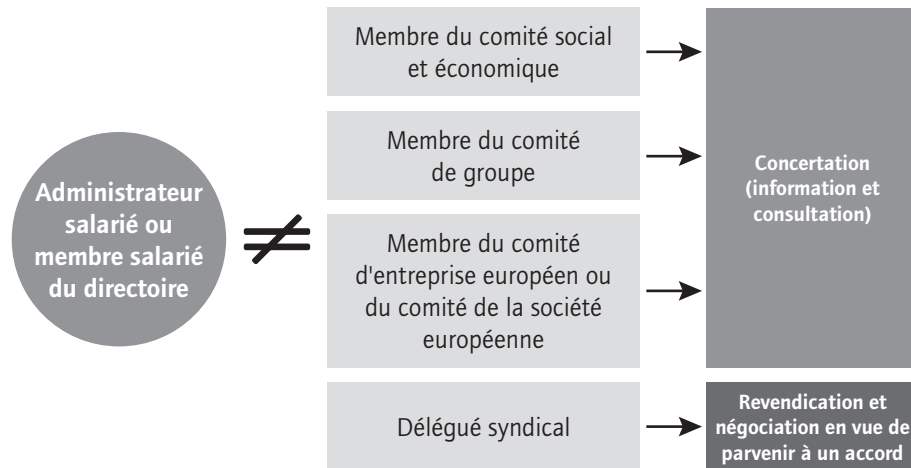 Administrateur
salarié ou
membre salarié
du directoire
≠
Membre du comité social
et économique
Membre du comité
de groupe
Membre du comité
d'entreprise européen ou
du comité de la société
européenne
Concertation
(information et
consultation)
Délégué syndical
Revendication et
négociation en vue de
parvenir à un accord